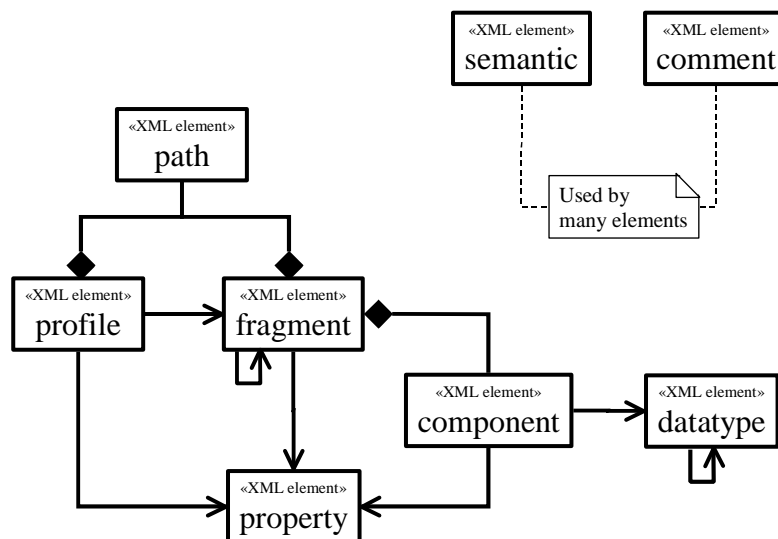 «XML element»
semantic
«XML element»
comment
«XML element»
path
Used by
many elements
«XML element»
profile
«XML element»
fragment
«XML element»
component
«XML element»
datatype
«XML element»
property